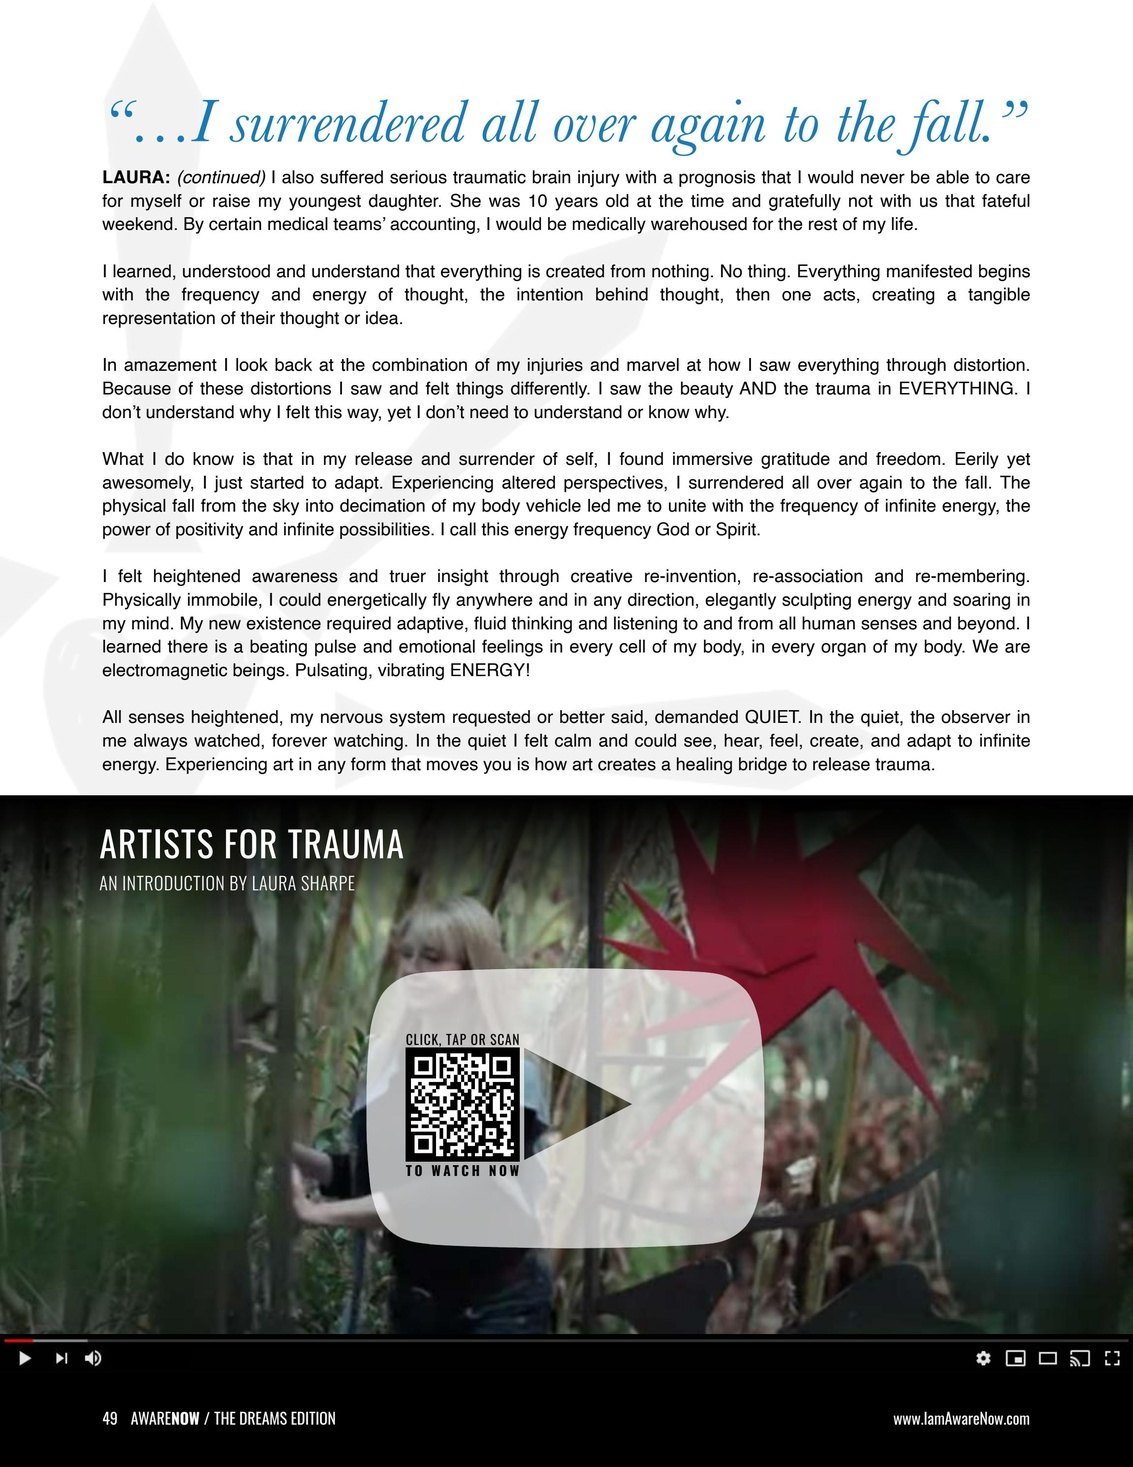 “…I surrendered all over again to the fall.”
LAURA: (continued) I also suffered serious traumatic brain injury with a prognosis that I would never be able to care
for myself or raise my youngest daughter. She was 10 years old at the time and gratefully not with us that fateful
weekend. By certain medical teams’ accounting, I would be medically warehoused for the rest of my life.
I learned, understood and understand that everything is created from nothing. No thing. Everything manifested begins
with the frequency and energy of thought, the intention behind thought, then one acts, creating a tangible
representation of their thought or idea.
In amazement I look back at the combination of my injuries and marvel at how I saw everything through distortion.
Because of these distortions I saw and felt things differently. I saw the beauty AND the trauma in EVERYTHING. I
don’t understand why I felt this way, yet I don’t need to understand or know why.
What I do know is that in my release and surrender of self, I found immersive gratitude and freedom. Eerily yet
awesomely, I just started to adapt. Experiencing altered perspectives, I surrendered all over again to the fall. The
physical fall from the sky into decimation of my body vehicle led me to unite with the frequency of infinite energy, the
power of positivity and infinite possibilities. I call this energy frequency God or Spirit.
I felt heightened awareness and truer insight through creative re-invention, re-association and re-membering.
Physically immobile, I could energetically fly anywhere and in any direction, elegantly sculpting energy and soaring in
my mind. My new existence required adaptive, fluid thinking and listening to and from all human senses and beyond. I
learned there is a beating pulse and emotional feelings in every cell of my body, in every organ of my body. We are
electromagnetic beings. Pulsating, vibrating ENERGY!
All senses heightened, my nervous system requested or better said, demanded QUIET. In the quiet, the observer in
me always watched, forever watching. In the quiet I felt calm and could see, hear, feel, create, and adapt to infinite
energy. Experiencing art in any form that moves you is how art creates a healing bridge to release trauma.
ARTISTS FOR TRAUMA
AN INTRODUCTION BY LAURA SHARPE
CLICK, TAP OR SCAN
TO WATCH NOW
49 AWARENOW / THE DREAMS EDITION
www.IamAwareNow.com